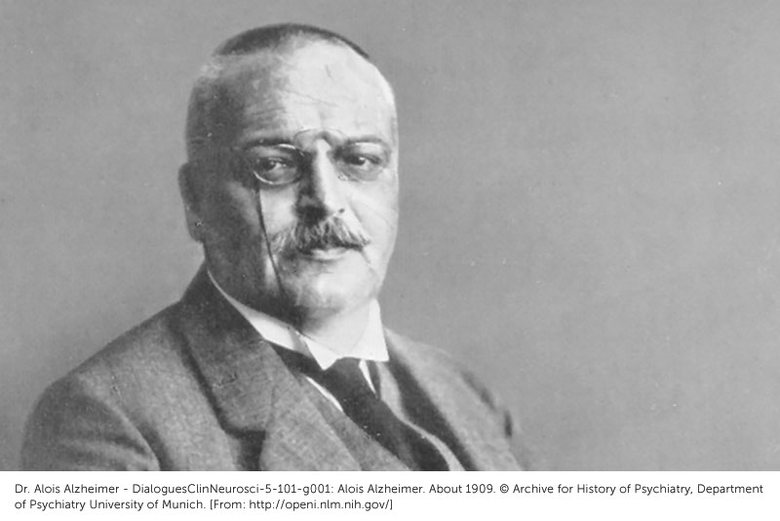 Dr. Alois Alzheimer - DialoguesClinNeurosci-5-101-g001: Alois Alzheimer. About 1909. © Archive for History of Psychiatry, Department
of Psychiatry University of Munich. [From: http://openi.nlm.nih.gov/]